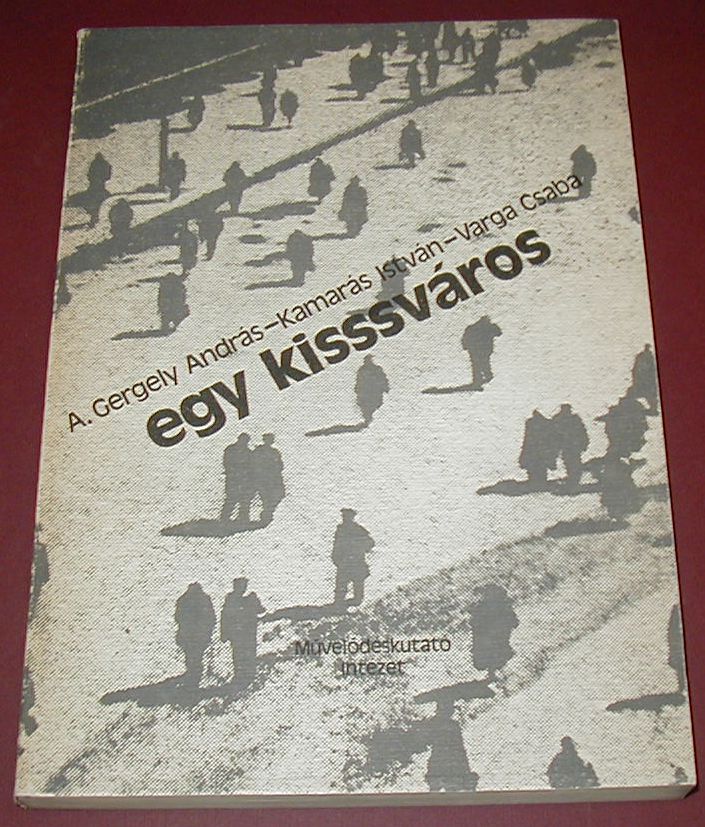 A. Gergely András–Kamarás István–Varga Csaba
egy kisssváros
Művelődéskutató
intézet